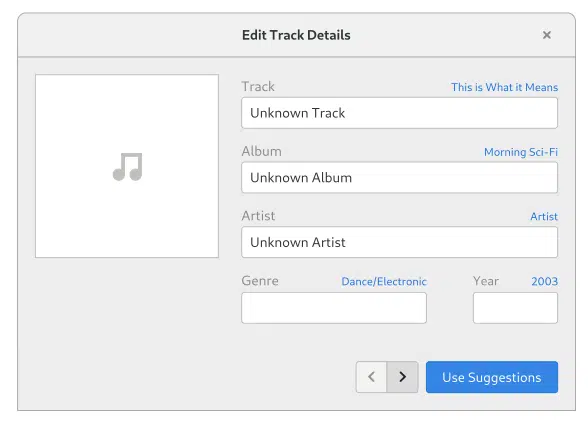 Edit Track Details
Track This is What it Means
Unknown Track
Album Morning Sci-Fi
Unknown Album
Artist Artist
Unknown Artist
Genre Dance/Electronic Year 2003
Use Suggestions